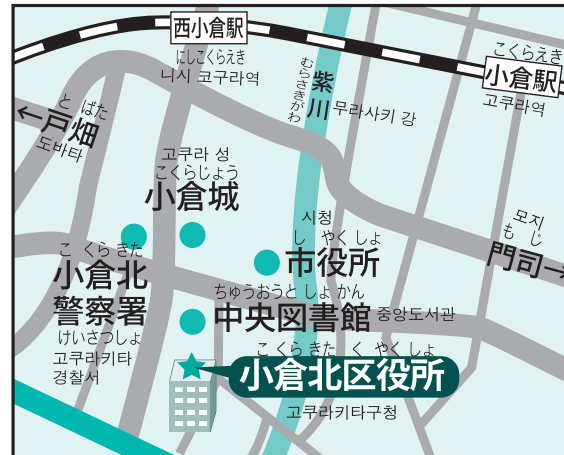 西小倉駅
にしこくらえき
니시 코구라역
こくらえき
小倉駅
고쿠라역
むらさきがわ
紫川
무라사키 강
と ばた
←戸畑
도바타
고쿠라 성
こくらじょう
小倉城
시청
し やく しょ
市役所
모지
も じ
門司→
こ くら きた
小倉北
警察署
けいさつしょ
고쿠라키타
경찰서
ちゅうおうと しょ かん
中央図書館
중앙도서관
こ くら きた く やく しょ
小倉北区役所
고쿠라키타구청